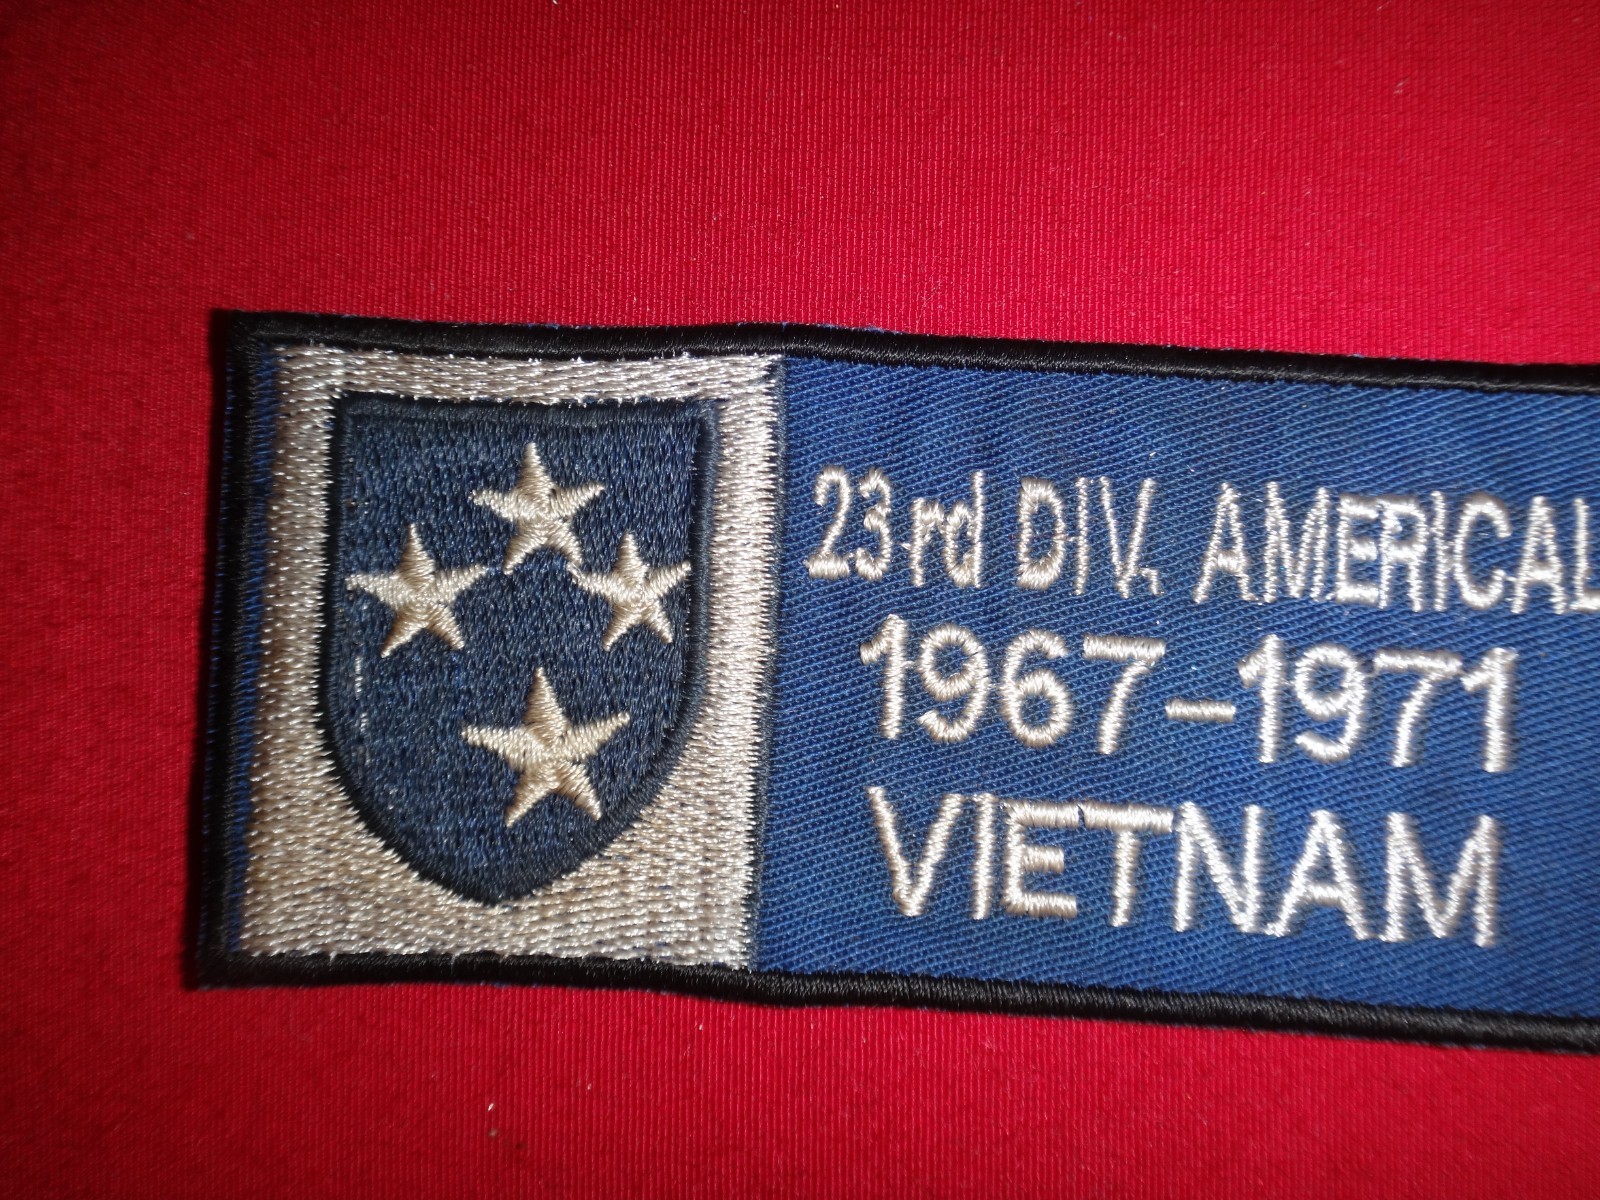 23rd DIV. AMERICAL
1967-1971
VIETNAM